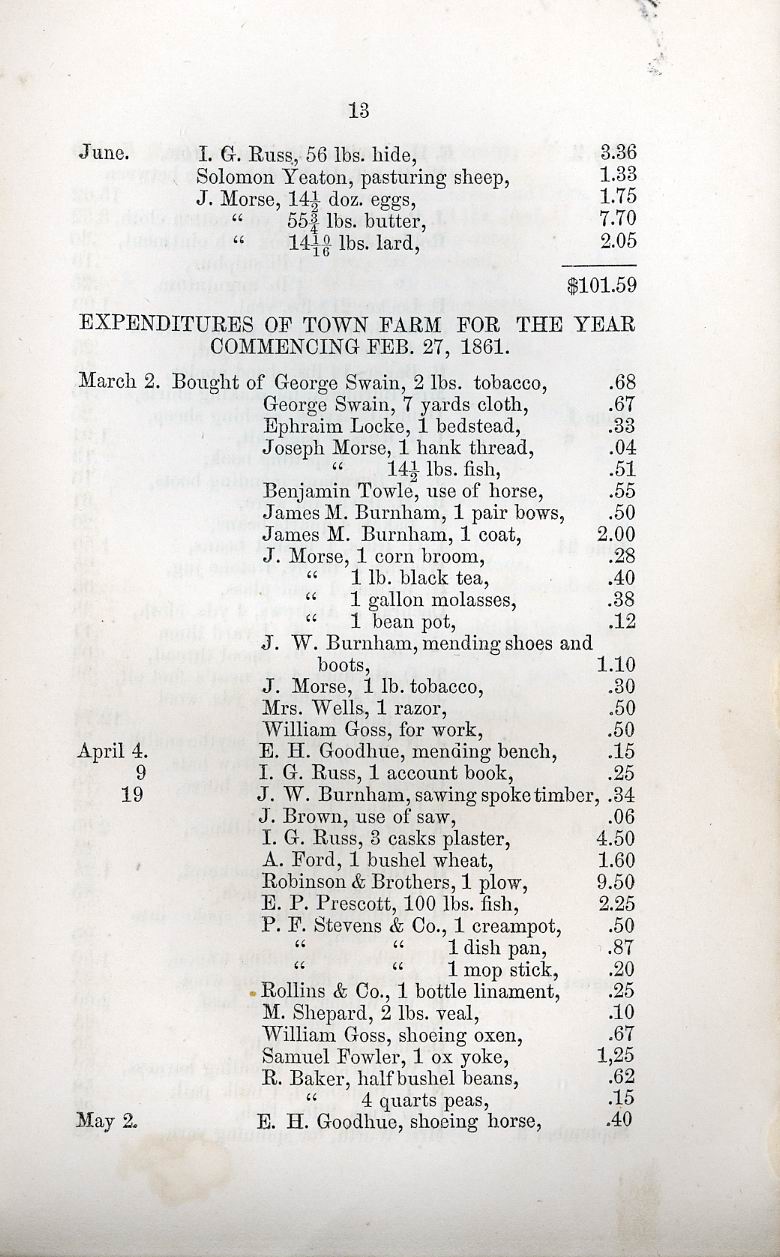 13
June. I. G. Russ, 56 lbs. hide, 3.36
Solomon Yeaton, pasturing sheep, 1.33
J. Morse, 14½ doz. eggs, 1.75
“ 55¾ lbs. butter, 7.70
“ 14 10/16 lbs. lard, 2.05
$101.59
EXPENDITURES OF TOWN FARM FOR THE YEAR
COMMENCING FEB. 27, 1861.
March 2. Bought of George Swain, 2 lbs. tobacco, .68
George Swain, 7 yards cloth, .67
Ephraim Locke, 1 bedstead, .33
Joseph Morse, 1 hank thread, .04
“ 14½ lbs. fish, .51
Benjamin Towle, use of horse, .55
James M. Burnham, 1 pair bows, .50
James M. Burnham, 1 coat, 2.00
J. Morse, 1 corn broom, .28
“ 1 lb. black tea, .40
“ 1 gallon molasses, .38
“ 1 bean pot, .12
J. W. Burnham, mending shoes and
boots, 1.10
J. Morse, 1 lb. tobacco, .30
Mrs. Wells, 1 razor, .50
William Goss, for work, .50
April 4. E. H. Goodhue, mending bench, .15
9 I. G. Russ, 1 account book, .25
19 J. W. Burnham, sawing spoke timber, .34
J. Brown, use of saw, .06
I. G. Russ, 3 casks plaster, 4.50
A. Ford, 1 bushel wheat, 1.60
Robinson & Brothers, 1 plow, 9.50
E. P. Prescott, 100 lbs. fish, 2.25
P. F. Stevens & Co., 1 creampot, .50
“ “ 1 dish pan, .87
“ “ 1 mop stick, .20
Rollins & Co., 1 bottle linament, .25
M. Shepard, 2 lbs. veal, .10
William Goss, shoeing oxen, .67
Samuel Fowler, 1 ox yoke, 1,25
R. Baker, half bushel beans, .62
“ 4 quarts peas, .15
May 2. E. H. Goodhue, shoeing horse, .40